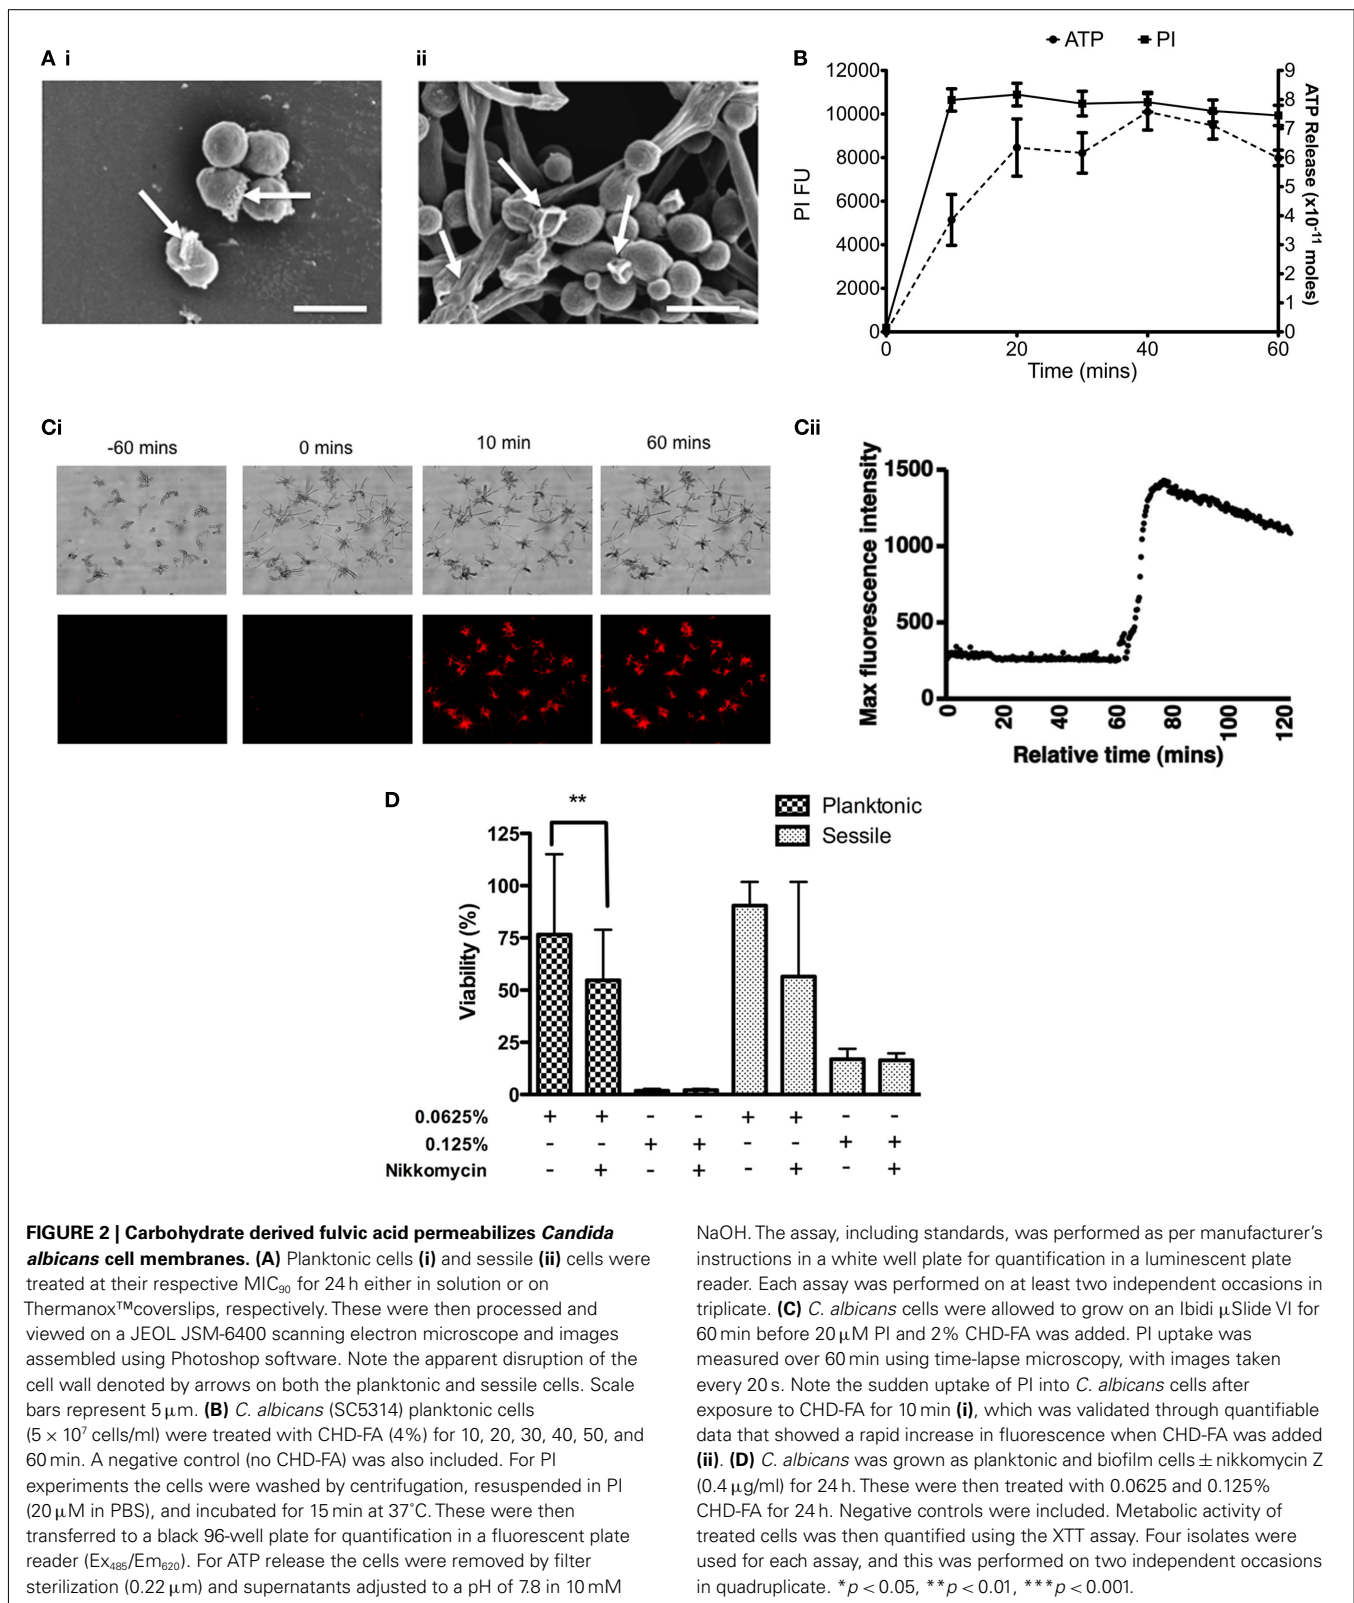 A i
ii
B
ATP
PI
12000
10000
8000
6000
4000
2000
0
PI FU
9
8
7
6
5
4
3
2
1
0
ATP Release (x10⁻¹¹ moles)
0
20
40
60
Time (mins)
Ci
-60 mins
0 mins
10 min
60 mins
Cii
1500
1000
500
0
Max fluorescence intensity
0
20
40
60
80
100
120
Relative time (mins)
D
**
Planktonic
Sessile
125
100
75
50
25
0
Viability (%)
0.0625% + + - - + + - -
0.125% - - + + - - + +
Nikkomycin - + - + - + - +
FIGURE 2 | Carbohydrate derived fulvic acid permeabilizes Candida
albicans cell membranes. (A) Planktonic cells (i) and sessile (ii) cells were
treated at their respective MIC₉₀ for 24 h either in solution or on
Thermanox™coverslips, respectively. These were then processed and
viewed on a JEOL JSM-6400 scanning electron microscope and images
assembled using Photoshop software. Note the apparent disruption of the
cell wall denoted by arrows on both the planktonic and sessile cells. Scale
bars represent 5 μm. (B) C. albicans (SC5314) planktonic cells
(5 × 10⁷ cells/ml) were treated with CHD-FA (4%) for 10, 20, 30, 40, 50, and
60 min. A negative control (no CHD-FA) was also included. For PI
experiments the cells were washed by centrifugation, resuspended in PI
(20 μM in PBS), and incubated for 15 min at 37°C. These were then
transferred to a black 96-well plate for quantification in a fluorescent plate
reader (Ex₄₈₅/Em₆₂₀). For ATP release the cells were removed by filter
sterilization (0.22 μm) and supernatants adjusted to a pH of 7.8 in 10 mM
NaOH. The assay, including standards, was performed as per manufacturer's
instructions in a white well plate for quantification in a luminescent plate
reader. Each assay was performed on at least two independent occasions in
triplicate. (C) C. albicans cells were allowed to grow on an Ibidi μSlide VI for
60 min before 20 μM PI and 2% CHD-FA was added. PI uptake was
measured over 60 min using time-lapse microscopy, with images taken
every 20 s. Note the sudden uptake of PI into C. albicans cells after
exposure to CHD-FA for 10 min (i), which was validated through quantifiable
data that showed a rapid increase in fluorescence when CHD-FA was added
(ii). (D) C. albicans was grown as planktonic and biofilm cells ± nikkomycin Z
(0.4 μg/ml) for 24 h. These were then treated with 0.0625 and 0.125%
CHD-FA for 24 h. Negative controls were included. Metabolic activity of
treated cells was then quantified using the XTT assay. Four isolates were
used for each assay, and this was performed on two independent occasions
in quadruplicate. *p < 0.05, **p < 0.01, ***p < 0.001.